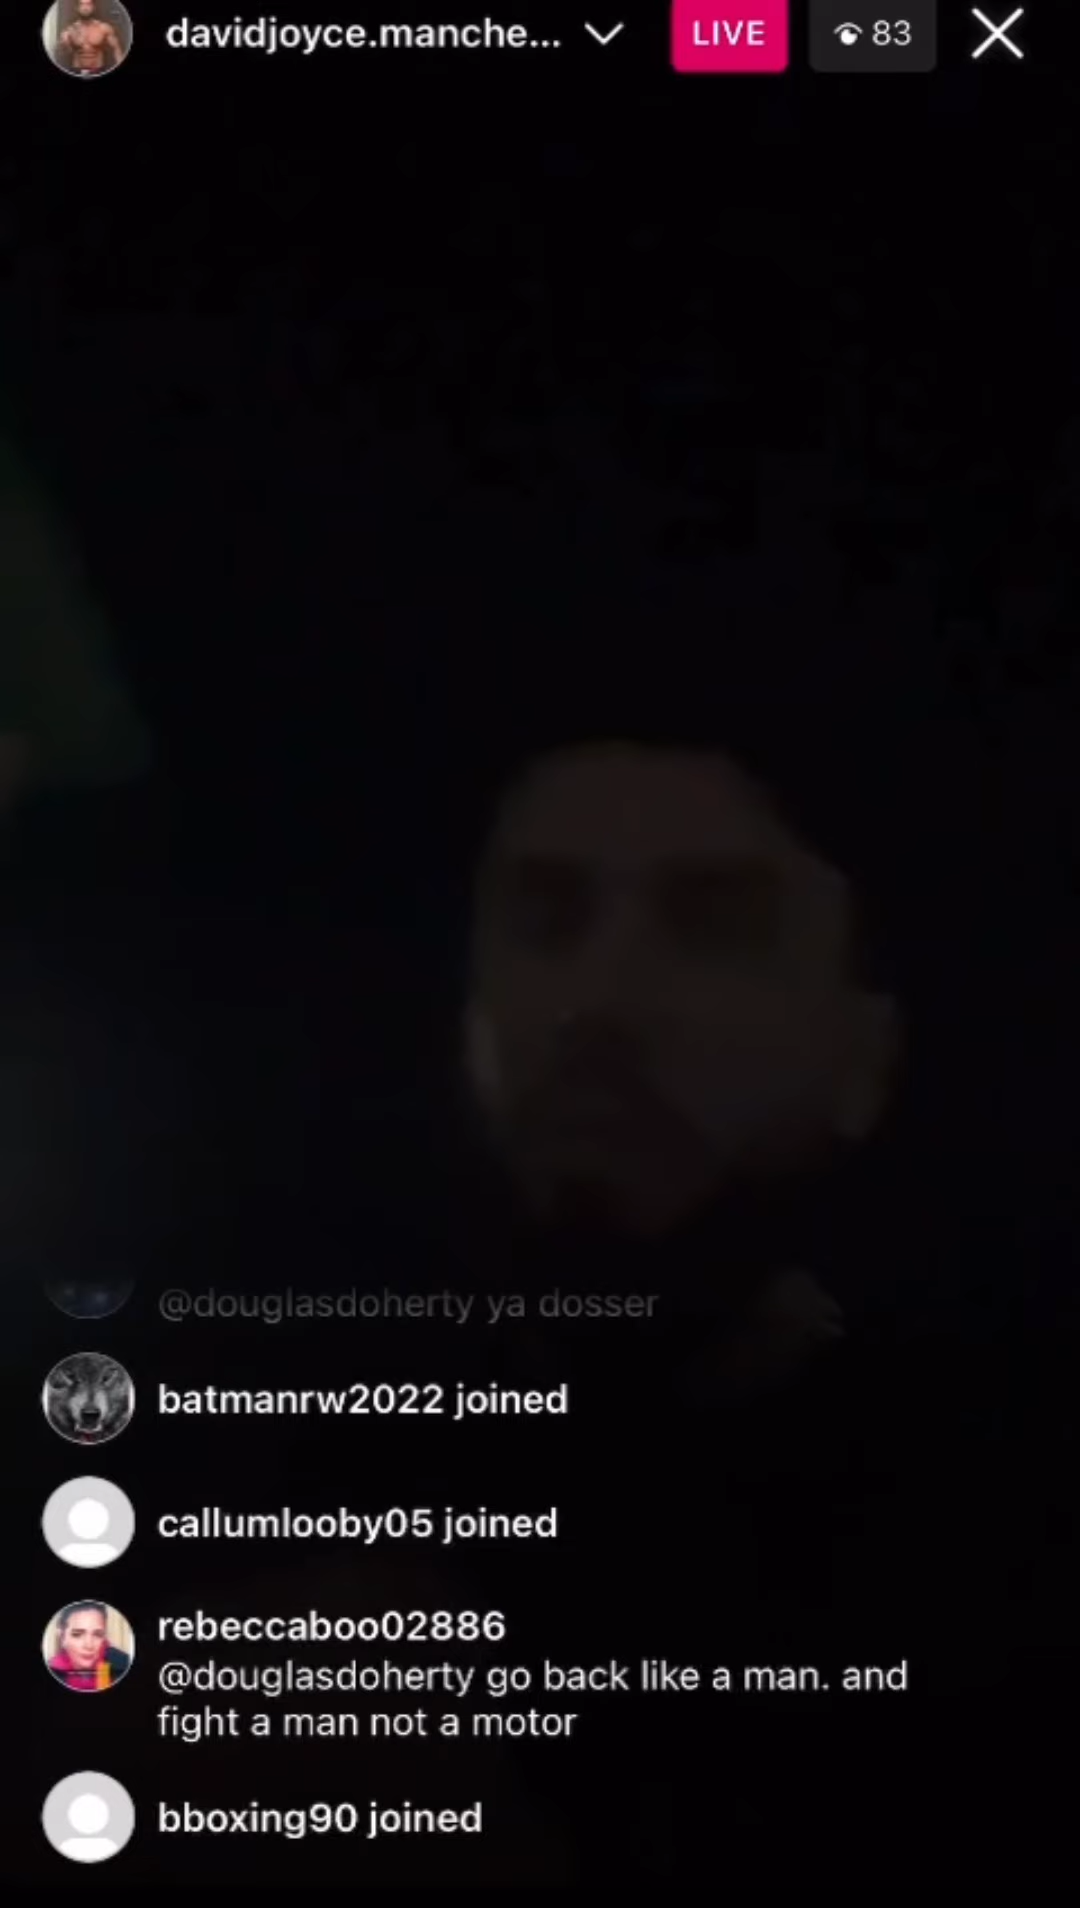 davidjoyce.manche...
LIVE
83
@douglasdoherty ya dosser
batmanrw2022 joined
callumlooby05 joined
rebeccaboo02886
@douglasdoherty go back like a man. and
fight a man not a motor
bboxing90 joined